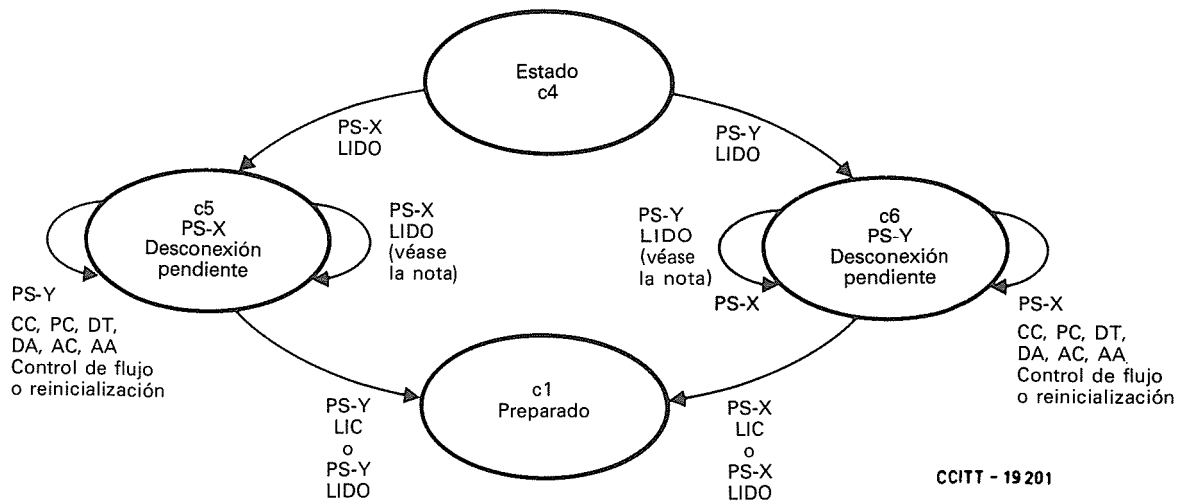 Estado
c4
PS-X
LIDO
PS-Y
LIDO
c5
PS-X
Desconexión
pendiente
PS-X
LIDO
(véase
la nota)
PS-Y
LIDO
(véase
la nota)
PS-X
c6
PS-Y
Desconexión
pendiente
PS-Y
CC, PC, DT,
DA, AC, AA
Control de flujo
o reinicialización
PS-X
CC, PC, DT,
DA, AC, AA
Control de flujo
o reinicialización
c1
Preparado
PS-Y
LIC
o
PS-Y
LIDO
PS-X
LIC
o
PS-X
LIDO
CCITT - 19 201